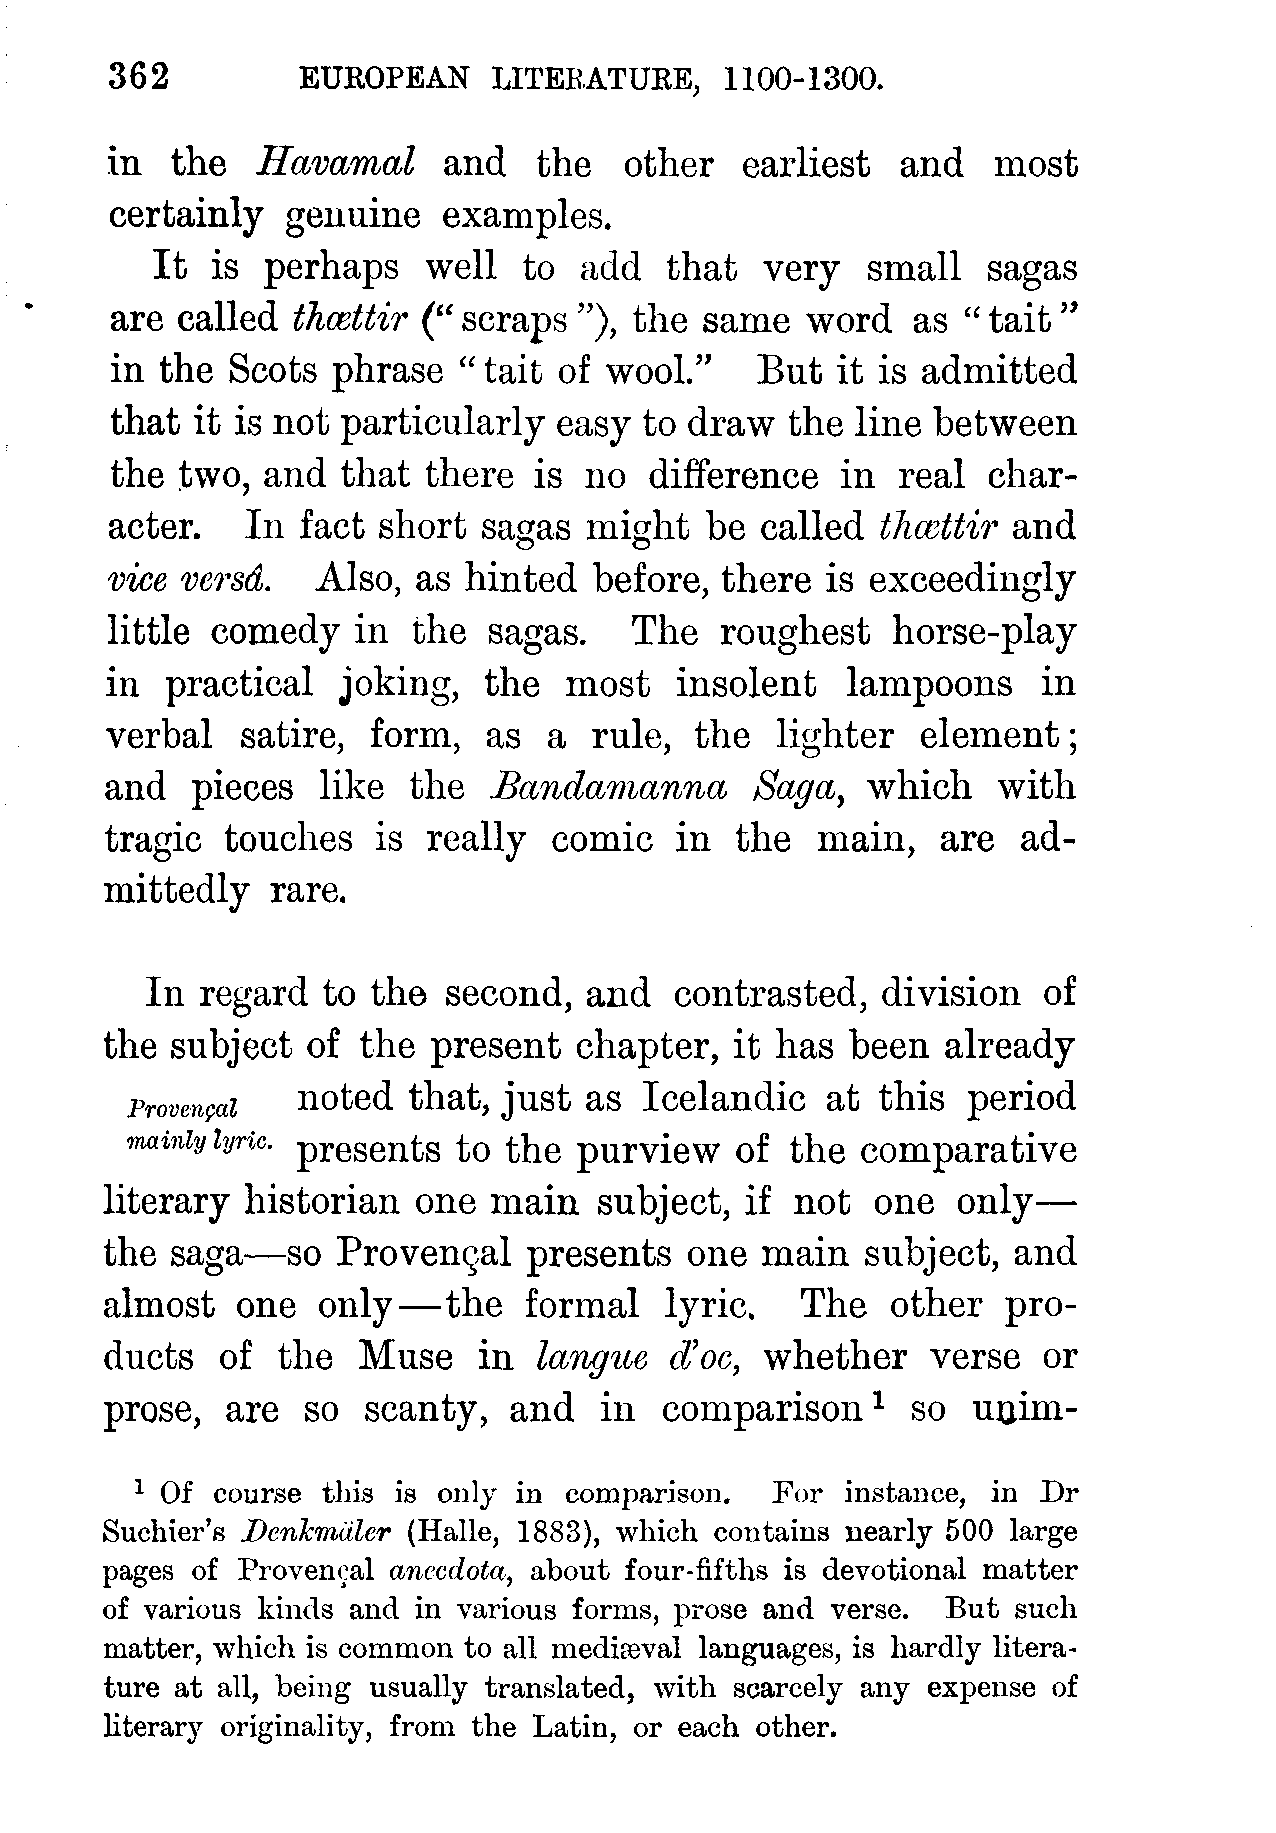 362 EUROPEAN LITERATURE, 1100-1300.
in the Havamal and the other earliest and most
certainly genuine examples.
It is perhaps well to add that very small sagas
are called thœttir (“scraps”), the same word as “tait”
in the Scots phrase “tait of wool.” But it is admitted
that it is not particularly easy to draw the line between
the two, and that there is no difference in real char-
acter. In fact short sagas might be called thœttir and
vice versâ. Also, as hinted before, there is exceedingly
little comedy in the sagas. The roughest horse-play
in practical joking, the most insolent lampoons in
verbal satire, form, as a rule, the lighter element;
and pieces like the Bandamanna Saga, which with
tragic touches is really comic in the main, are ad-
mittedly rare.
In regard to the second, and contrasted, division of
the subject of the present chapter, it has been already
Provençal
mainly lyric.
noted that, just as Icelandic at this period
presents to the purview of the comparative
literary historian one main subject, if not one only—
the saga—so Provençal presents one main subject, and
almost one only—the formal lyric. The other pro-
ducts of the Muse in langue d’oc, whether verse or
prose, are so scanty, and in comparison ¹ so unim-
¹ Of course this is only in comparison. For instance, in Dr
Suchier’s Denkmäler (Halle, 1883), which contains nearly 500 large
pages of Provençal anecdota, about four-fifths is devotional matter
of various kinds and in various forms, prose and verse. But such
matter, which is common to all mediæval languages, is hardly litera-
ture at all, being usually translated, with scarcely any expense of
literary originality, from the Latin, or each other.